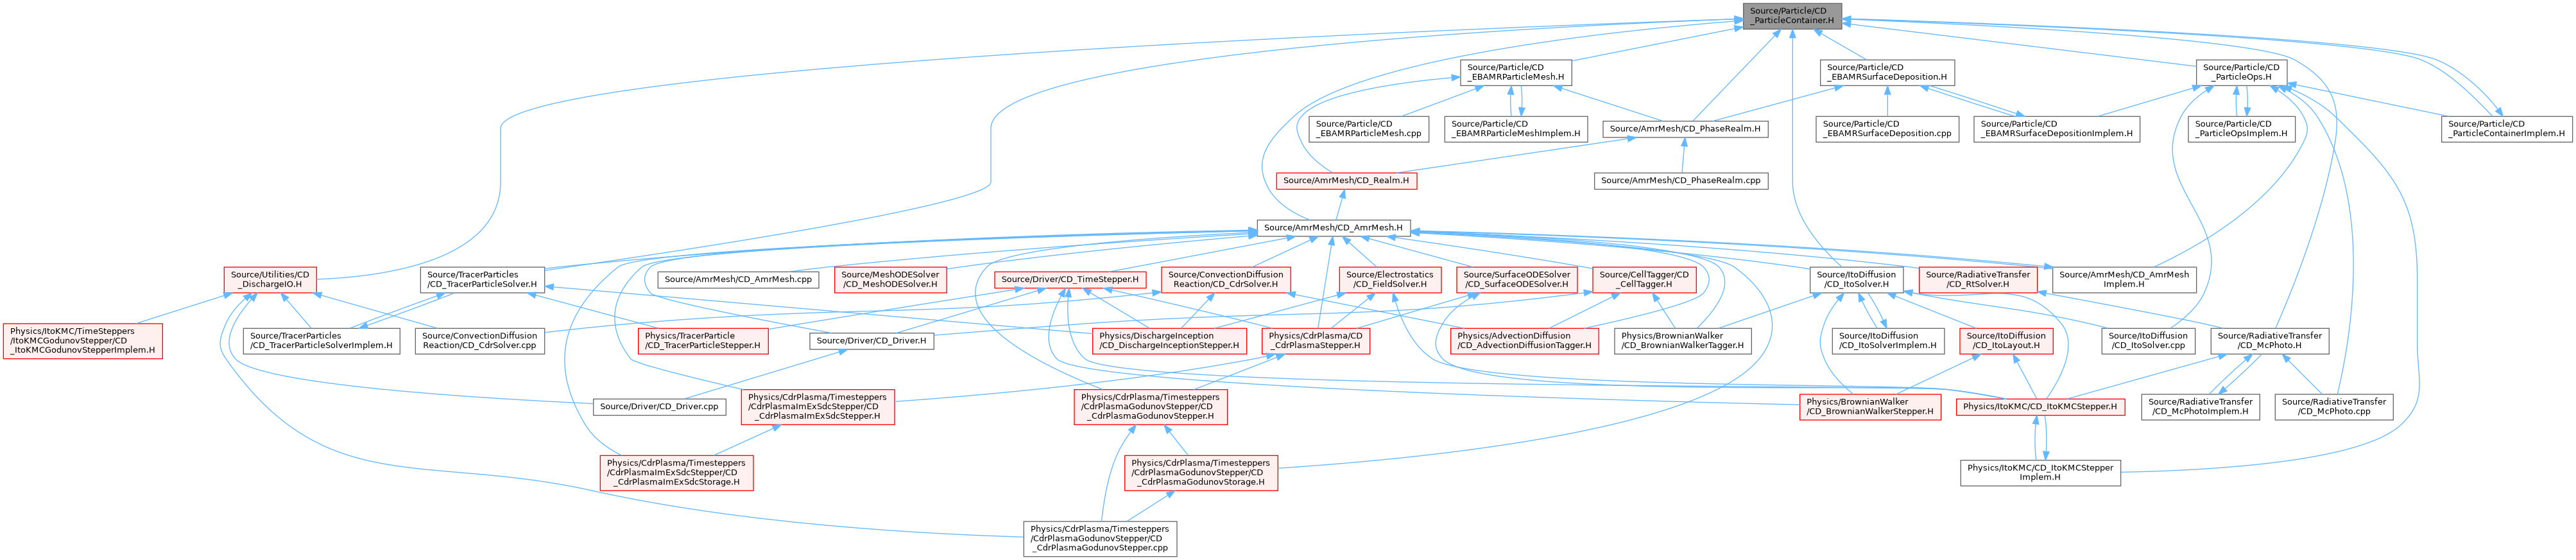 Source/Particle/CD
_ParticleContainer.H
Source/Particle/CD
_EBAMRParticleMesh.H
Source/Particle/CD
_EBAMRSurfaceDeposition.H
Source/Particle/CD
_ParticleOps.H
Source/Particle/CD
_EBAMRParticleMesh.cpp
Source/Particle/CD
_EBAMRParticleMeshImplem.H
Source/AmrMesh/CD_PhaseRealm.H
Source/Particle/CD
_EBAMRSurfaceDeposition.cpp
Source/Particle/CD
_EBAMRSurfaceDepositionImplem.H
Source/Particle/CD
_ParticleOpsImplem.H
Source/Particle/CD
_ParticleContainerImplem.H
Source/AmrMesh/CD_Realm.H
Source/AmrMesh/CD_PhaseRealm.cpp
Source/AmrMesh/CD_AmrMesh.H
Source/Utilities/CD
_DischargeIO.H
Source/TracerParticles
/CD_TracerParticleSolver.H
Source/AmrMesh/CD_AmrMesh.cpp
Source/MeshODESolver
/CD_MeshODESolver.H
Source/Driver/CD_TimeStepper.H
Source/ConvectionDiffusion
Reaction/CD_CdrSolver.H
Source/Electrostatics
/CD_FieldSolver.H
Source/SurfaceODESolver
/CD_SurfaceODESolver.H
Source/CellTagger/CD
_CellTagger.H
Source/ItoDiffusion
/CD_ItoSolver.H
Source/RadiativeTransfer
/CD_RtSolver.H
Source/AmrMesh/CD_AmrMesh
Implem.H
Physics/ItoKMC/TimeSteppers
/ItoKMCGodunovStepper/CD
_ItoKMCGodunovStepperImplem.H
Source/TracerParticles
/CD_TracerParticleSolverImplem.H
Source/ConvectionDiffusion
Reaction/CD_CdrSolver.cpp
Physics/TracerParticle
/CD_TracerParticleStepper.H
Source/Driver/CD_Driver.H
Physics/DischargeInception
/CD_DischargeInceptionStepper.H
Physics/CdrPlasma/CD
_CdrPlasmaStepper.H
Physics/AdvectionDiffusion
/CD_AdvectionDiffusionTagger.H
Physics/BrownianWalker
/CD_BrownianWalkerTagger.H
Source/ItoDiffusion
/CD_ItoSolverImplem.H
Source/ItoDiffusion
/CD_ItoLayout.H
Source/ItoDiffusion
/CD_ItoSolver.cpp
Source/RadiativeTransfer
/CD_McPhoto.H
Source/Driver/CD_Driver.cpp
Physics/CdrPlasma/Timesteppers
/CdrPlasmaImExSdcStepper/CD
_CdrPlasmaImExSdcStepper.H
Physics/CdrPlasma/Timesteppers
/CdrPlasmaGodunovStepper/CD
_CdrPlasmaGodunovStepper.H
Physics/BrownianWalker
/CD_BrownianWalkerStepper.H
Physics/ItoKMC/CD_ItoKMCStepper.H
Source/RadiativeTransfer
/CD_McPhotoImplem.H
Source/RadiativeTransfer
/CD_McPhoto.cpp
Physics/CdrPlasma/Timesteppers
/CdrPlasmaImExSdcStepper/CD
_CdrPlasmaImExSdcStorage.H
Physics/CdrPlasma/Timesteppers
/CdrPlasmaGodunovStepper/CD
_CdrPlasmaGodunovStorage.H
Physics/ItoKMC/CD_ItoKMCStepper
Implem.H
Physics/CdrPlasma/Timesteppers
/CdrPlasmaGodunovStepper/CD
_CdrPlasmaGodunovStepper.cpp